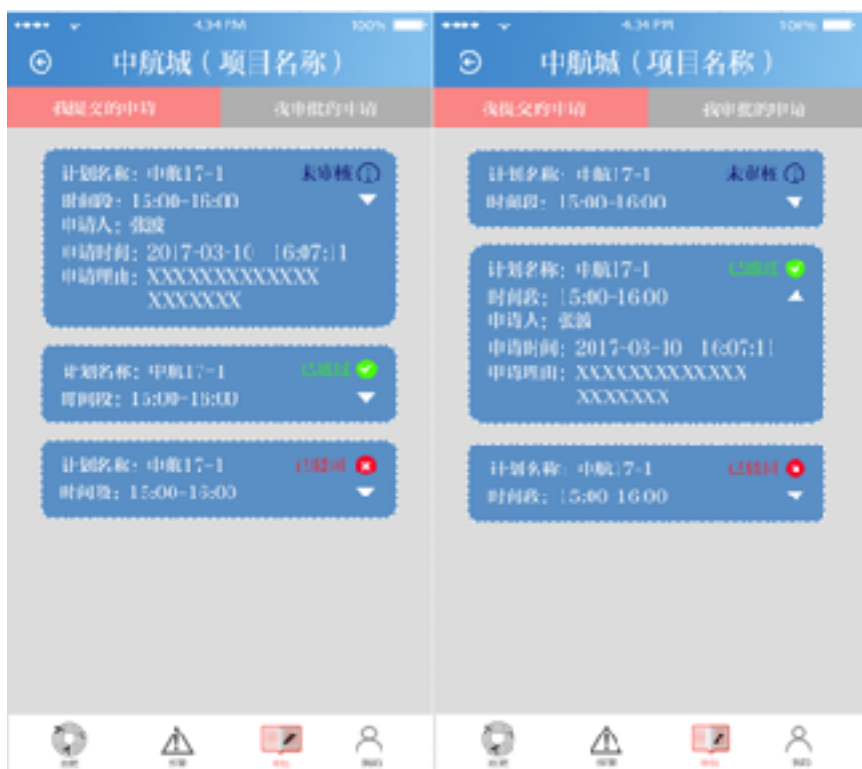 4:34 PM
100%
中航城（项目名称）
我提交的申请
我审批的申请
计划名称：中航17-1
未审核
时间段：15:00-16:00
申请人：张波
申请时间：2017-03-10 16:07:11
申请理由：XXXXXXXXXXXXX
XXXXXXX
计划名称：中航17-1
已通过
时间段：15:00-16:00
计划名称：中航17-1
已驳回
时间段：15:00-16:00
申请
我的
4:34 PM
100%
中航城（项目名称）
我提交的申请
我审批的申请
计划名称：中航17-1
未审核
时间段：15:00-16:00
计划名称：中航17-1
已通过
时间段：15:00-16:00
申请人：张波
申请时间：2017-03-10 16:07:11
申请理由：XXXXXXXXXXXXX
XXXXXXX
计划名称：中航17-1
已驳回
时间段：15:00-16:00
申请
我的